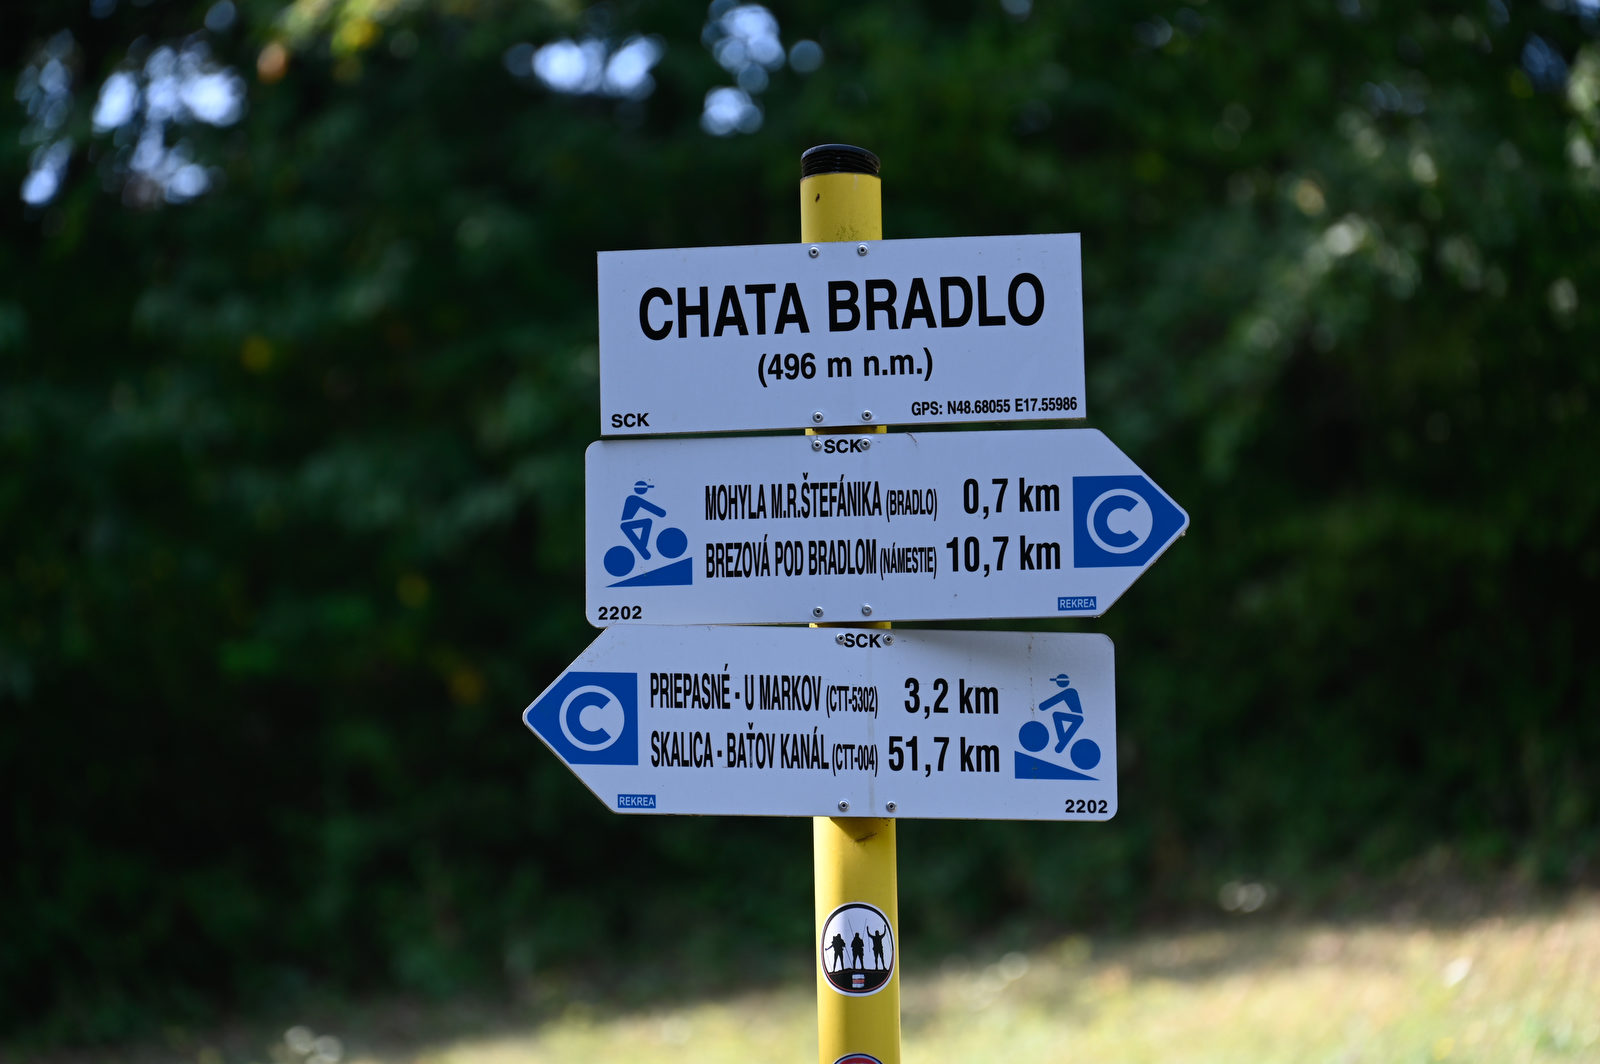 CHATA BRADLO
(496 m n.m.)
SCK
GPS: N48.68055 E17.55986
SCK
MOHYLA M.R.ŠTEFÁNIKA (BRADLO) 0,7 km
BREZOVÁ POD BRADLOM (NÁMESTIE) 10,7 km
C
2202
REKREA
SCK
PRIEPASNÉ - U MARKOV (CTT-5302) 3,2 km
SKALICA - BAŤOV KANÁL (CTT-004) 51,7 km
C
REKREA
2202